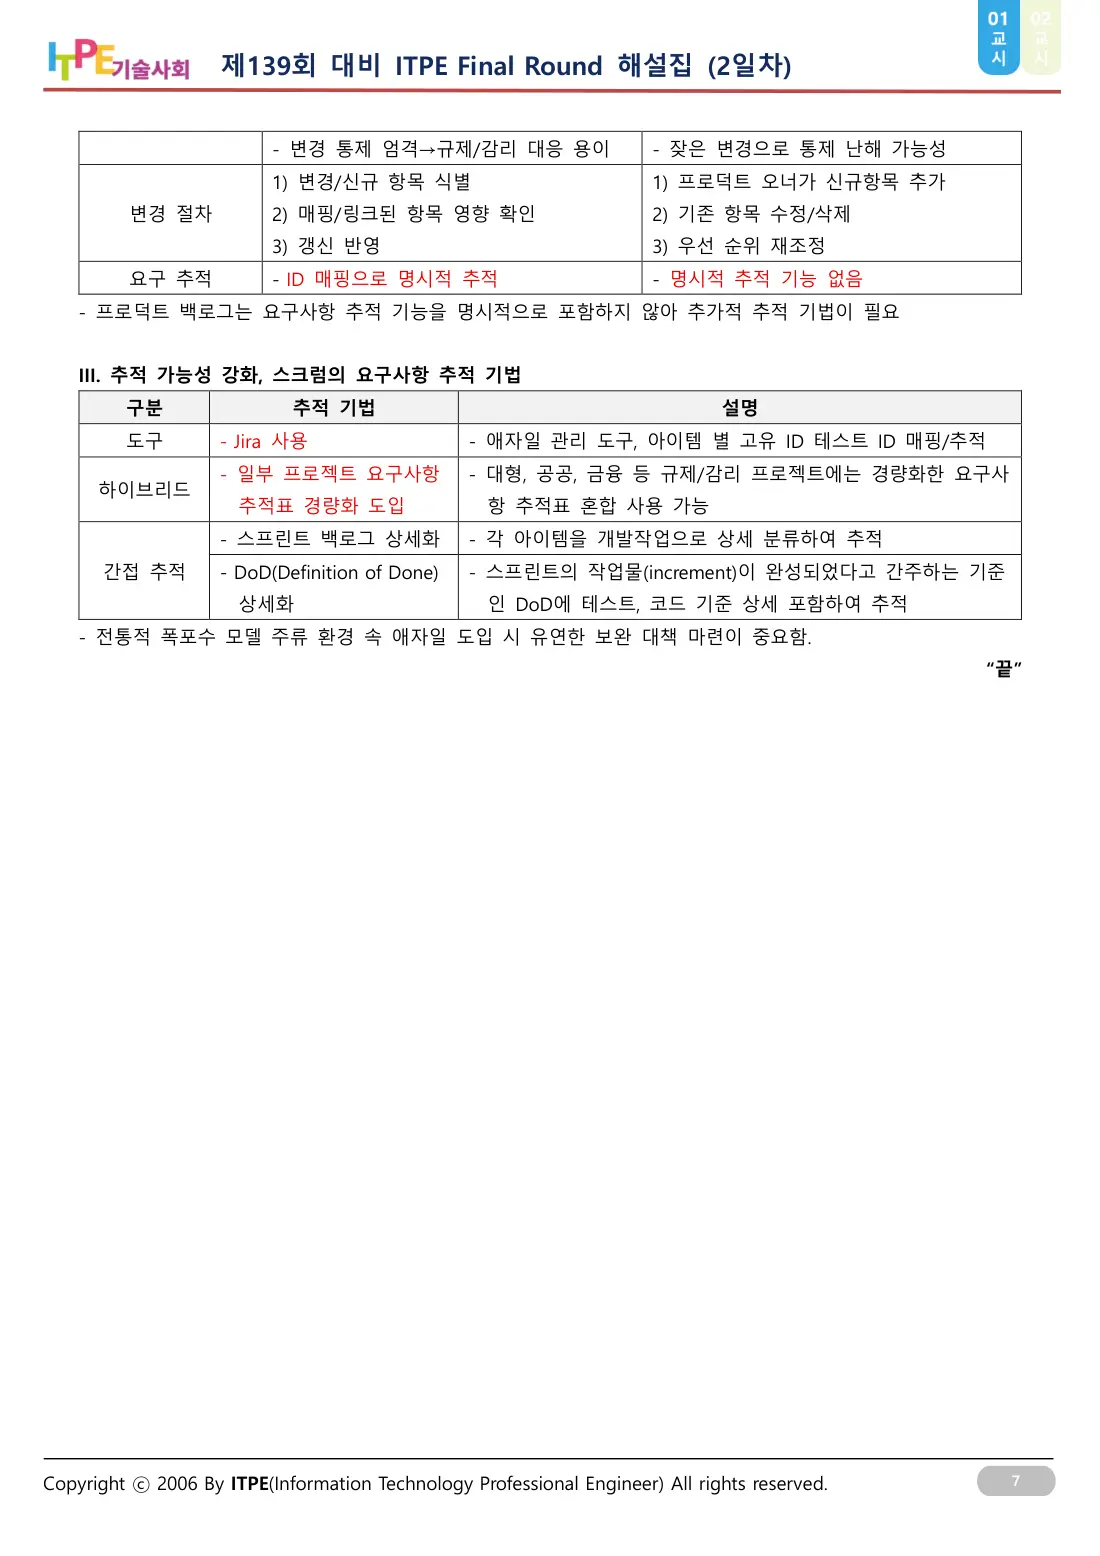 ITPE기술사회 제139회 대비 ITPE Final Round 해설집 (2일차)
01 교 시
02 교 시
- 변경 통제 엄격→규제/감리 대응 용이 - 잦은 변경으로 통제 난해 가능성
변경 절차
1) 변경/신규 항목 식별
2) 매핑/링크된 항목 영향 확인
3) 갱신 반영
1) 프로덕트 오너가 신규항목 추가
2) 기존 항목 수정/삭제
3) 우선 순위 재조정
요구 추적 - ID 매핑으로 명시적 추적 - 명시적 추적 기능 없음
- 프로덕트 백로그는 요구사항 추적 기능을 명시적으로 포함하지 않아 추가적 추적 기법이 필요
III. 추적 가능성 강화, 스크럼의 요구사항 추적 기법
구분 추적 기법 설명
도구 - Jira 사용 - 애자일 관리 도구, 아이템 별 고유 ID 테스트 ID 매핑/추적
하이브리드
- 일부 프로젝트 요구사항
추적표 경량화 도입
- 대형, 공공, 금융 등 규제/감리 프로젝트에는 경량화한 요구사
항 추적표 혼합 사용 가능
간접 추적
- 스프린트 백로그 상세화 - 각 아이템을 개발작업으로 상세 분류하여 추적
- DoD(Definition of Done)
상세화
- 스프린트의 작업물(increment)이 완성되었다고 간주하는 기준
인 DoD에 테스트, 코드 기준 상세 포함하여 추적
- 전통적 폭포수 모델 주류 환경 속 애자일 도입 시 유연한 보완 대책 마련이 중요함.
“끝”
Copyright ⓒ 2006 By ITPE(Information Technology Professional Engineer) All rights reserved.
7